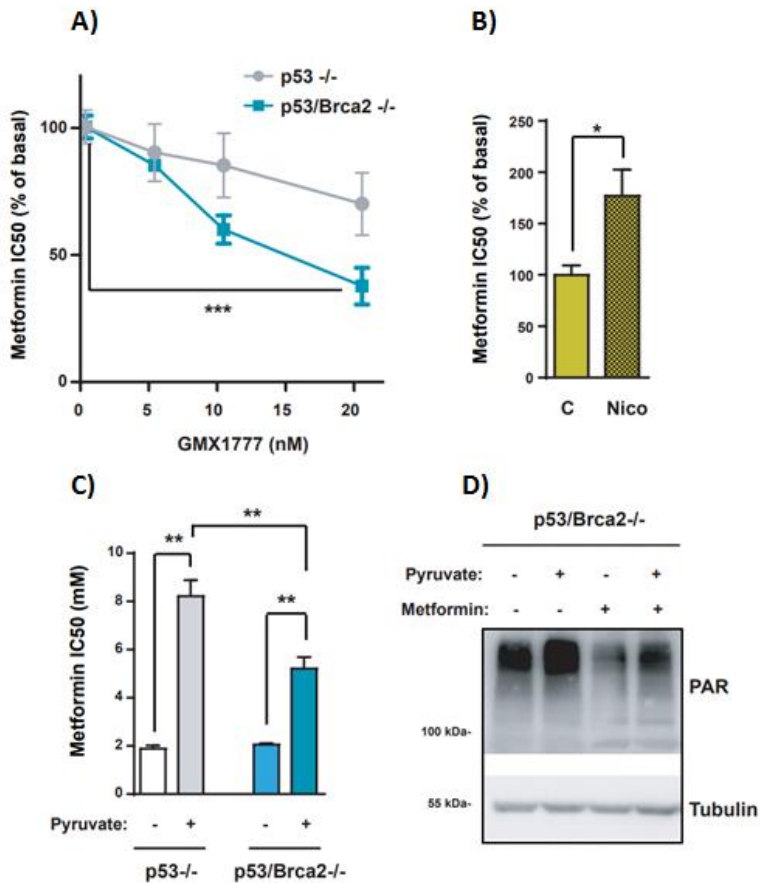 A)
p53 -/-
p53/Brca2 -/-
Metformin IC50 (% of basal)
100
50
0
***
0 5 10 15 20
GMX1777 (nM)
B)
Metformin IC50 (% of basal)
250
200
150
100
50
0
*
C Nico
C)
Metformin IC50 (mM)
10
8
6
4
2
0
**
**
**
Pyruvate: - + - +
p53-/- p53/Brca2-/-
D)
p53/Brca2-/-
Pyruvate: - + - +
Metformin: - - + +
PAR
100 kDa-
55 kDa-
Tubulin